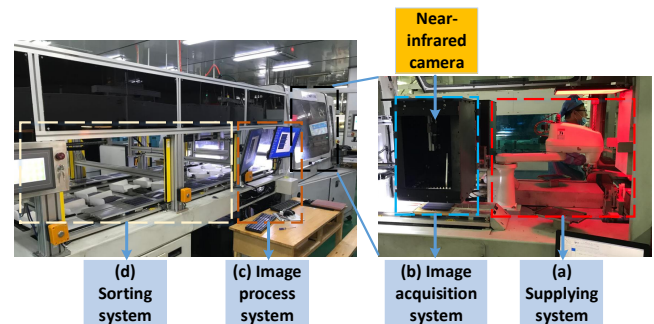 Near-
infrared
camera
(d)
Sorting
system
(c) Image
process
system
(b) Image
acquisition
system
(a)
Supplying
system